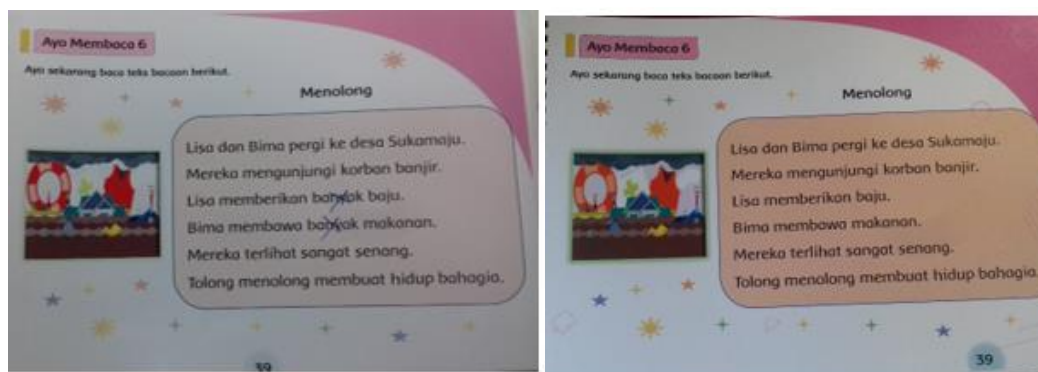 Ayo Membaca 6
Ayo sekarang baca teks bacaan berikut.
Menolong
Lisa dan Bima pergi ke desa Sukamaju.
Mereka mengunjungi korban banjir.
Lisa memberikan banyak baju.
Bima membawa banyak makanan.
Mereka terlihat sangat senang.
Tolong menolong membuat hidup bahagia.
39
Ayo Membaca 6
Ayo sekarang baca teks bacaan berikut.
Menolong
Lisa dan Bima pergi ke desa Sukamaju.
Mereka mengunjungi korban banjir.
Lisa memberikan baju.
Bima membawa makanan.
Mereka terlihat sangat senang.
Tolong menolong membuat hidup bahagia.
39